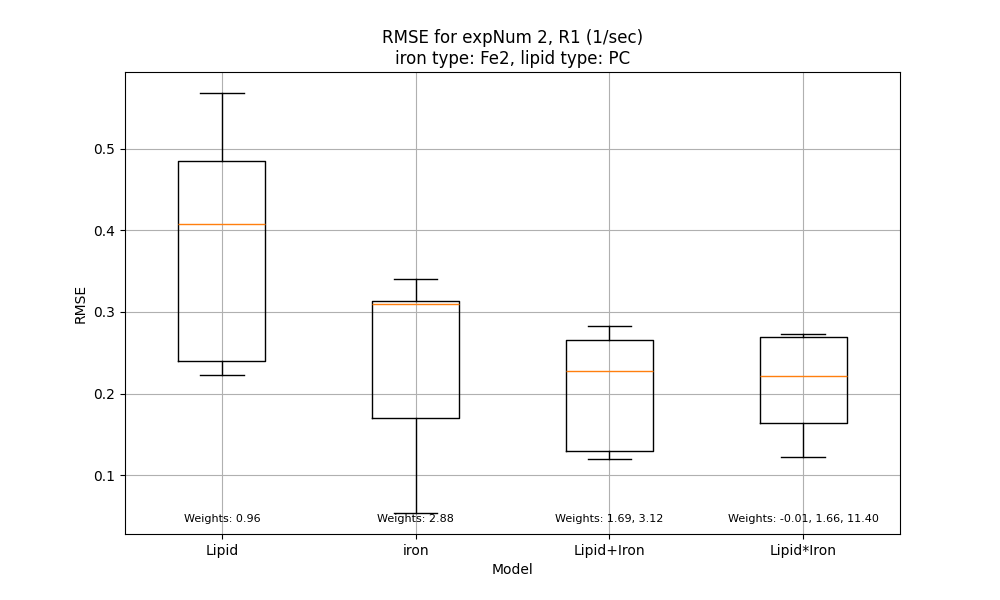 RMSE for expNum 2, R1 (1/sec)
iron type: Fe2, lipid type: PC
RMSE
0.5
0.4
0.3
0.2
0.1
Weights: 0.96
Weights: 2.88
Weights: 1.69, 3.12
Weights: -0.01, 1.66, 11.40
Lipid
iron
Lipid+Iron
Lipid*Iron
Model